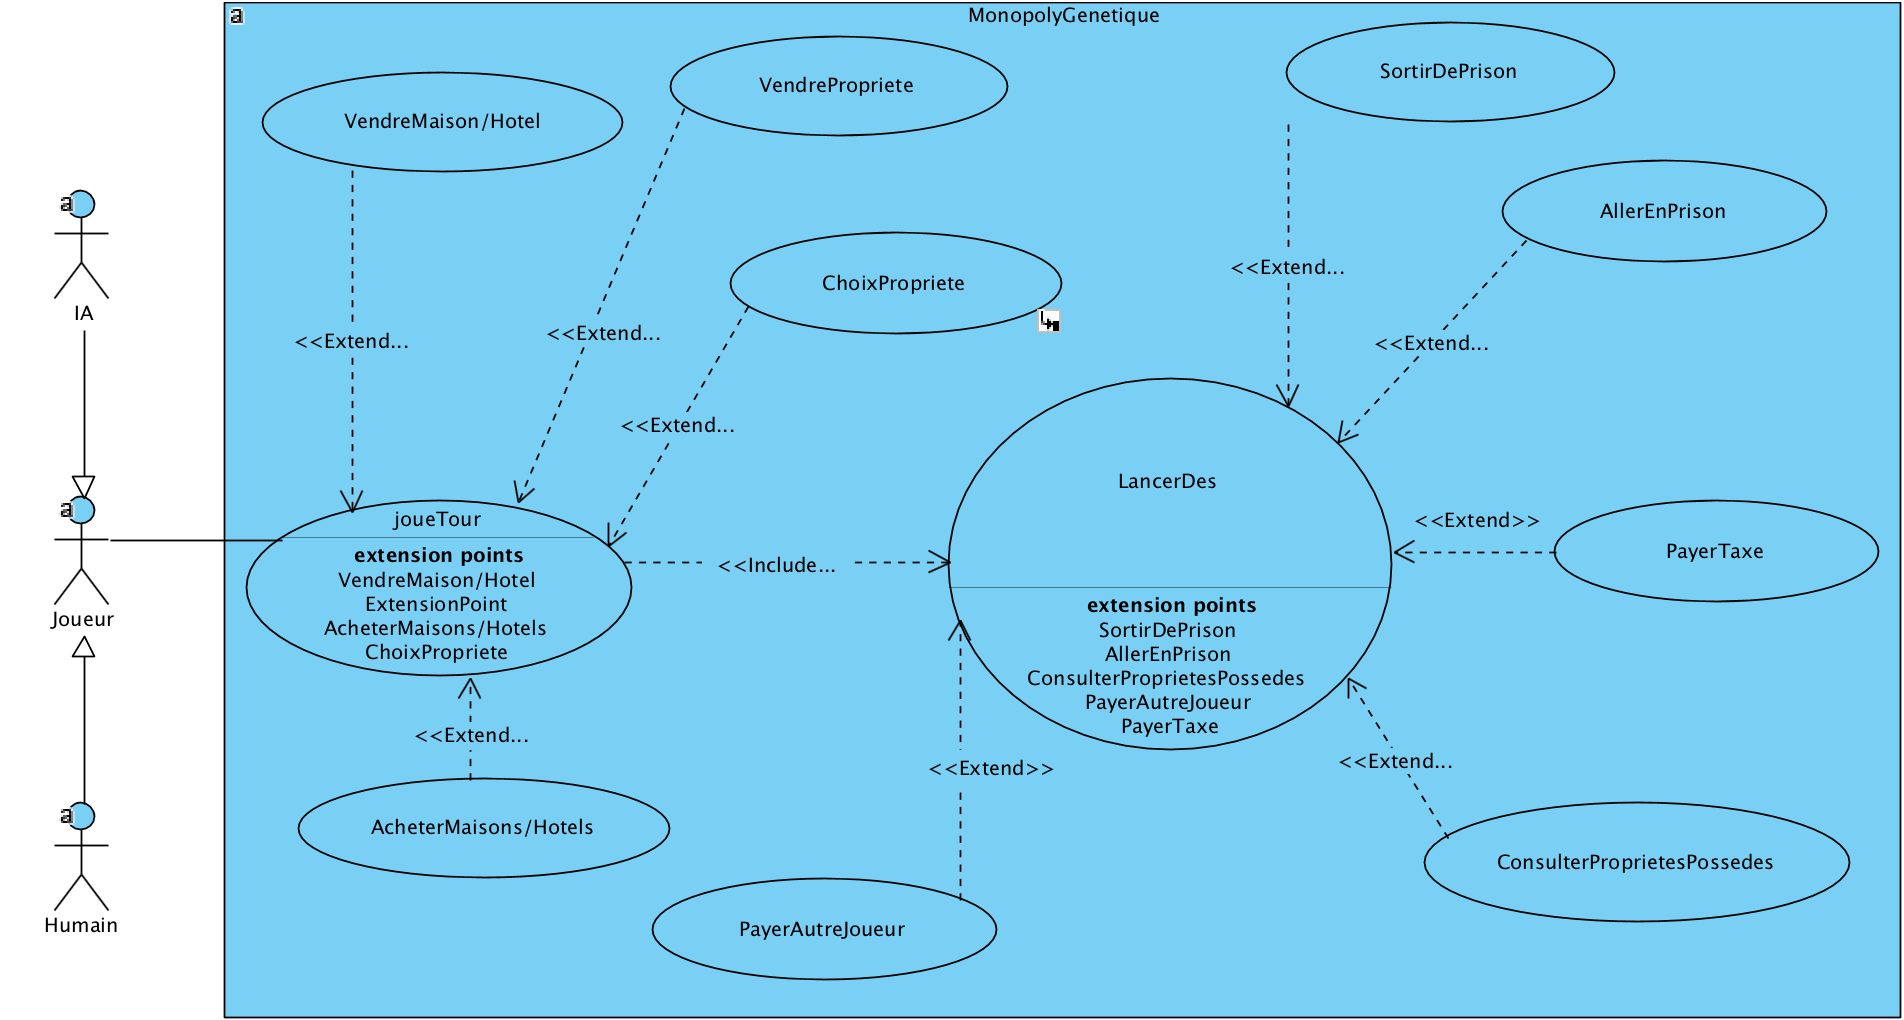 a
MonopolyGenetique
SortirDePrison
VendrePropriete
VendreMaison/Hotel
a
AllerEnPrison
<<Extend...
ChoixPropriete
IA
<<Extend...
<<Extend...
<<Extend...
<<Extend...
LancerDes
a
joueTour
<<Extend>>
extension points
PayerTaxe
<<Include...
VendreMaison/Hotel
ExtensionPoint
extension points
Joueur
AcheterMaisons/Hotels
SortirDePrison
ChoixPropriete
AllerEnPrison
ConsulterProprietesPossedes
PayerAutreJoueur
PayerTaxe
<<Extend...
<<Extend...
<<Extend>>
a
AcheterMaisons/Hotels
ConsulterProprietesPossedes
Humain
PayerAutreJoueur